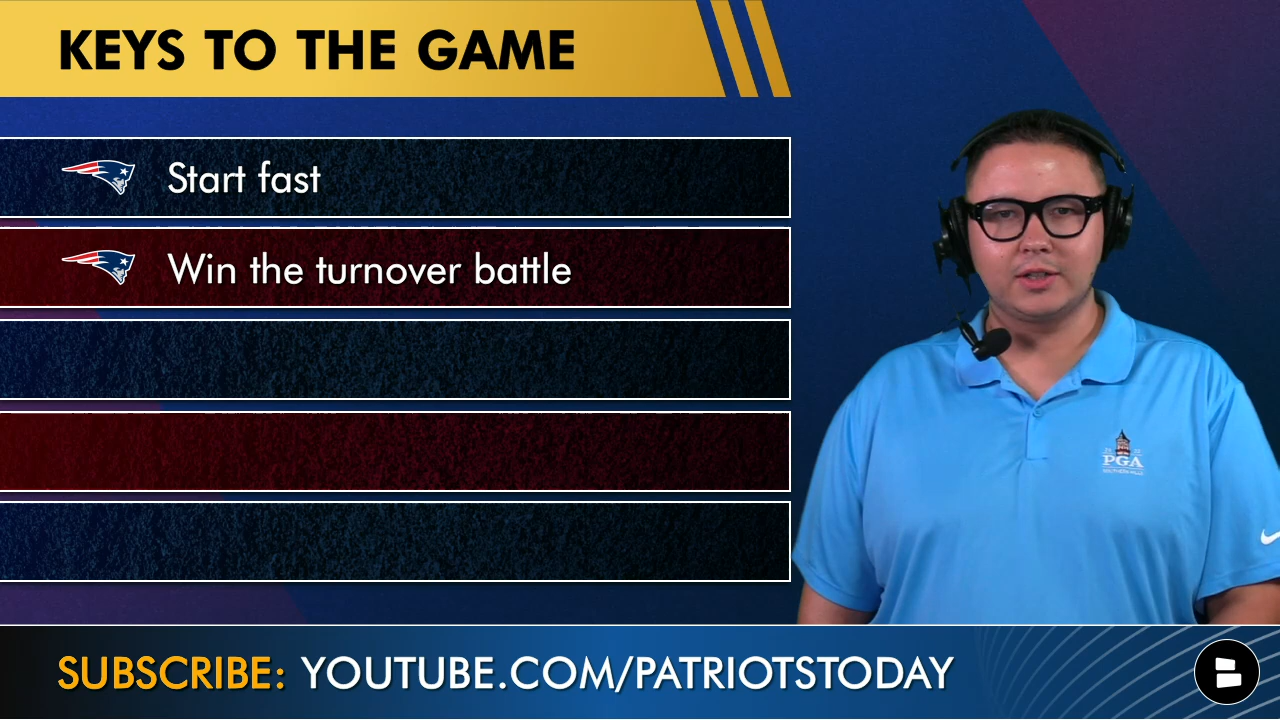 KEYS TO THE GAME
Start fast
Win the turnover battle
PGA
SUBSCRIBE: YOUTUBE.COM/PATRIOTSTODAY